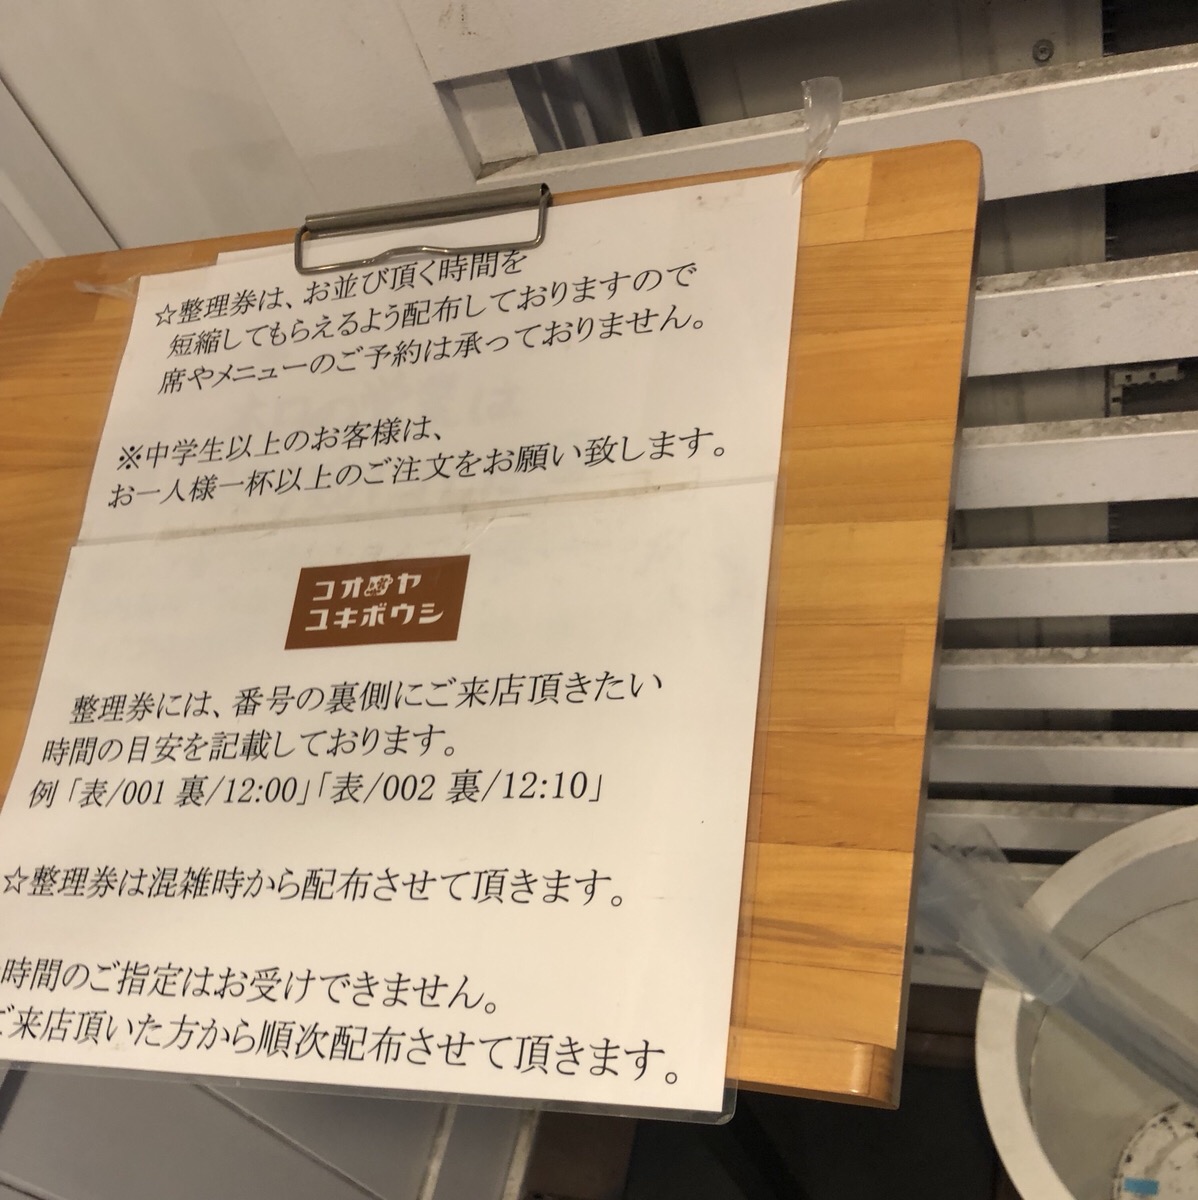 ☆整理券は、お並び頂く時間を
短縮してもらえるよう配布しておりますので
席やメニューのご予約は承っておりません。
※中学生以上のお客様は、
お一人様一杯以上のご注文をお願い致します。
コオリヤ
ユキボウシ
整理券には、番号の裏側にご来店頂きたい
時間の目安を記載しております。
例「表/001 裏/12:00」「表/002 裏/12:10」
☆整理券は混雑時から配布させて頂きます。
時間のご指定はお受けできません。
ご来店頂いた方から順次配布させて頂きます。